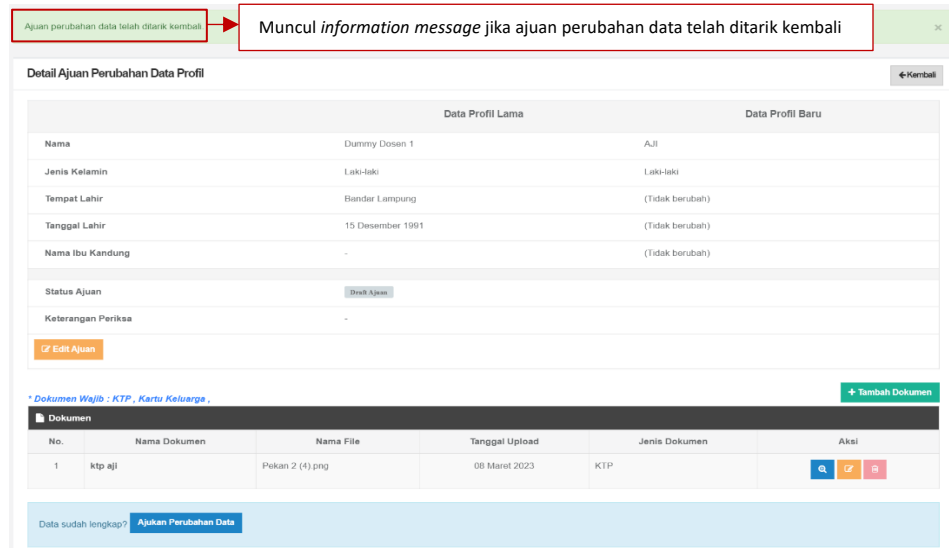 Ajuan perubahan data telah ditarik kembali
Muncul information message jika ajuan perubahan data telah ditarik kembali
×
Detail Ajuan Perubahan Data Profil
Kembali
Data Profil Lama Data Profil Baru
Nama Dummy Dosen 1 AJI
Jenis Kelamin Laki-laki Laki-laki
Tempat Lahir Bandar Lampung (Tidak berubah)
Tanggal Lahir 15 Desember 1991 (Tidak berubah)
Nama Ibu Kandung - (Tidak berubah)
Status Ajuan Draft Ajuan
Keterangan Periksa -
Edit Ajuan
+ Tambah Dokumen
* Dokumen Wajib : KTP , Kartu Keluarga ,
Dokumen
No. Nama Dokumen Nama File Tanggal Upload Jenis Dokumen Aksi
1 ktp aji Pekan 2 (4).png 08 Maret 2023 KTP
Data sudah lengkap? Ajukan Perubahan Data